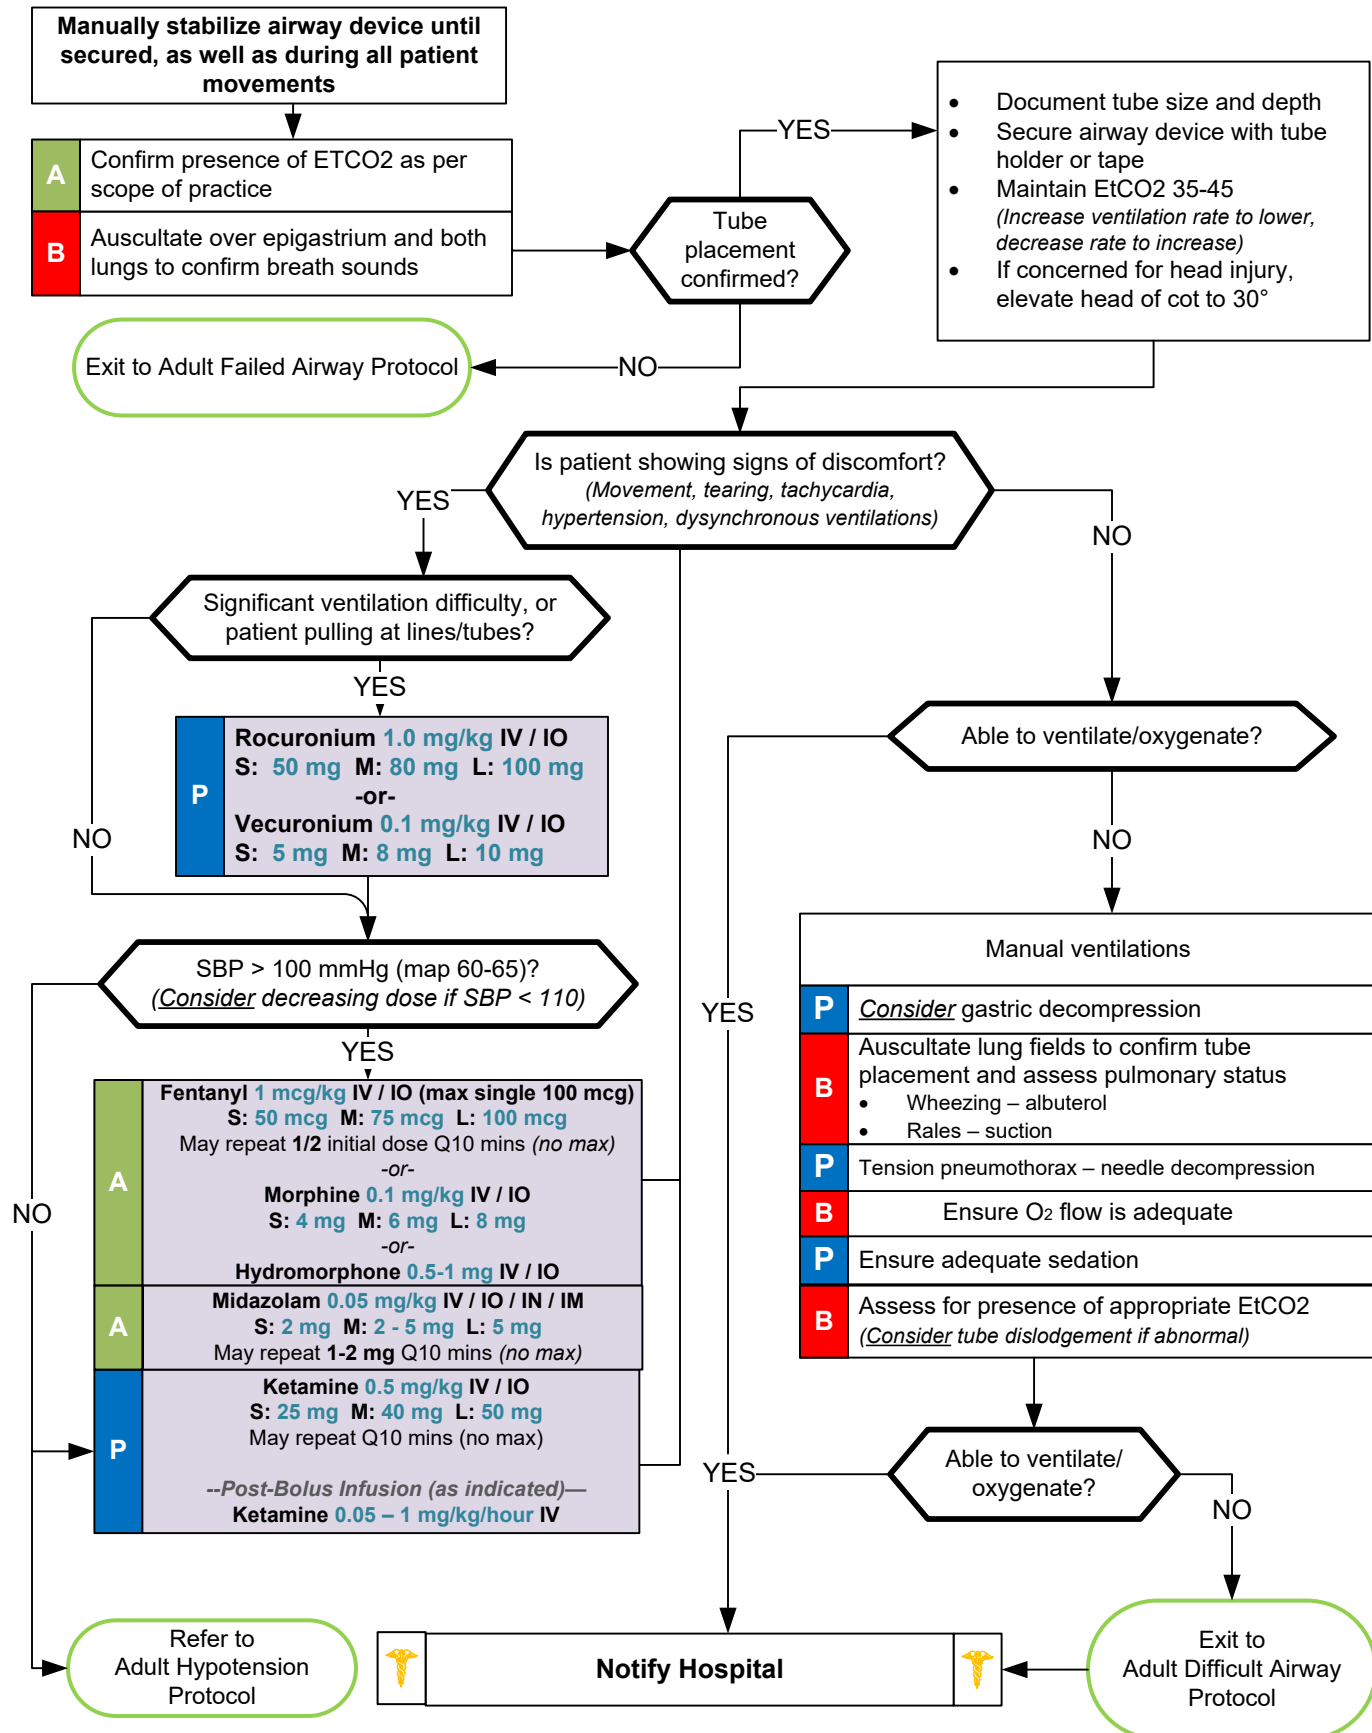 Manually stabilize airway device until
secured, as well as during all patient
movements
A
Confirm presence of ETCO2 as per
scope of practice
B
Auscultate over epigastrium and both
lungs to confirm breath sounds
Tube
placement
confirmed?
YES
• Document tube size and depth
• Secure airway device with tube
holder or tape
• Maintain EtCO2 35-45
(Increase ventilation rate to lower,
decrease rate to increase)
• If concerned for head injury,
elevate head of cot to 30°
NO
Exit to Adult Failed Airway Protocol
Is patient showing signs of discomfort?
(Movement, tearing, tachycardia,
hypertension, dysynchronous ventilations)
YES
NO
Significant ventilation difficulty, or
patient pulling at lines/tubes?
YES
NO
P
Rocuronium 1.0 mg/kg IV / IO
S: 50 mg M: 80 mg L: 100 mg
-or-
Vecuronium 0.1 mg/kg IV / IO
S: 5 mg M: 8 mg L: 10 mg
SBP > 100 mmHg (map 60-65)?
(Consider decreasing dose if SBP < 110)
YES
NO
A
Fentanyl 1 mcg/kg IV / IO (max single 100 mcg)
S: 50 mcg M: 75 mcg L: 100 mcg
May repeat 1/2 initial dose Q10 mins (no max)
-or-
Morphine 0.1 mg/kg IV / IO
S: 4 mg M: 6 mg L: 8 mg
-or-
Hydromorphone 0.5-1 mg IV / IO
A
Midazolam 0.05 mg/kg IV / IO / IN / IM
S: 2 mg M: 2 - 5 mg L: 5 mg
May repeat 1-2 mg Q10 mins (no max)
P
Ketamine 0.5 mg/kg IV / IO
S: 25 mg M: 40 mg L: 50 mg
May repeat Q10 mins (no max)
--Post-Bolus Infusion (as indicated)—
Ketamine 0.05 – 1 mg/kg/hour IV
Refer to
Adult Hypotension
Protocol
Able to ventilate/oxygenate?
YES
NO
Manual ventilations
P
Consider gastric decompression
B
Auscultate lung fields to confirm tube
placement and assess pulmonary status
• Wheezing – albuterol
• Rales – suction
P
Tension pneumothorax – needle decompression
B
Ensure O2 flow is adequate
P
Ensure adequate sedation
B
Assess for presence of appropriate EtCO2
(Consider tube dislodgement if abnormal)
Able to ventilate/
oxygenate?
YES
NO
Exit to
Adult Difficult Airway
Protocol
Notify Hospital